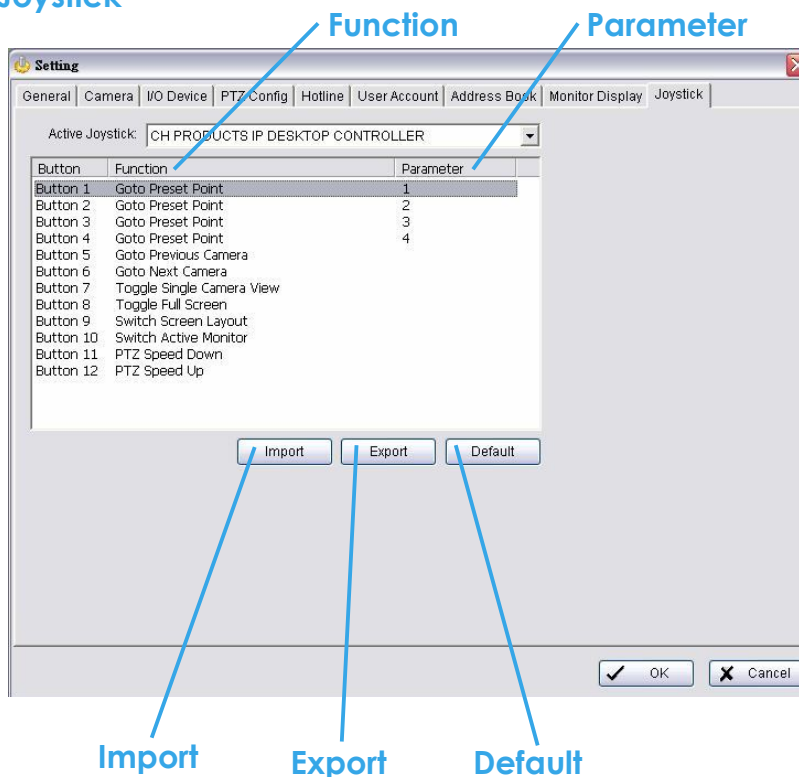 Joystick
Function Parameter
Setting
General Camera I/O Device PTZ Config Hotline User Account Address Book Monitor Display Joystick
Active Joystick: CH PRODUCTS IP DESKTOP CONTROLLER
Button Function Parameter
Button 1 Goto Preset Point 1
Button 2 Goto Preset Point 2
Button 3 Goto Preset Point 3
Button 4 Goto Preset Point 4
Button 5 Goto Previous Camera
Button 6 Goto Next Camera
Button 7 Toggle Single Camera View
Button 8 Toggle Full Screen
Button 9 Switch Screen Layout
Button 10 Switch Active Monitor
Button 11 PTZ Speed Down
Button 12 PTZ Speed Up
Import Export Default
OK Cancel
Import Export Default